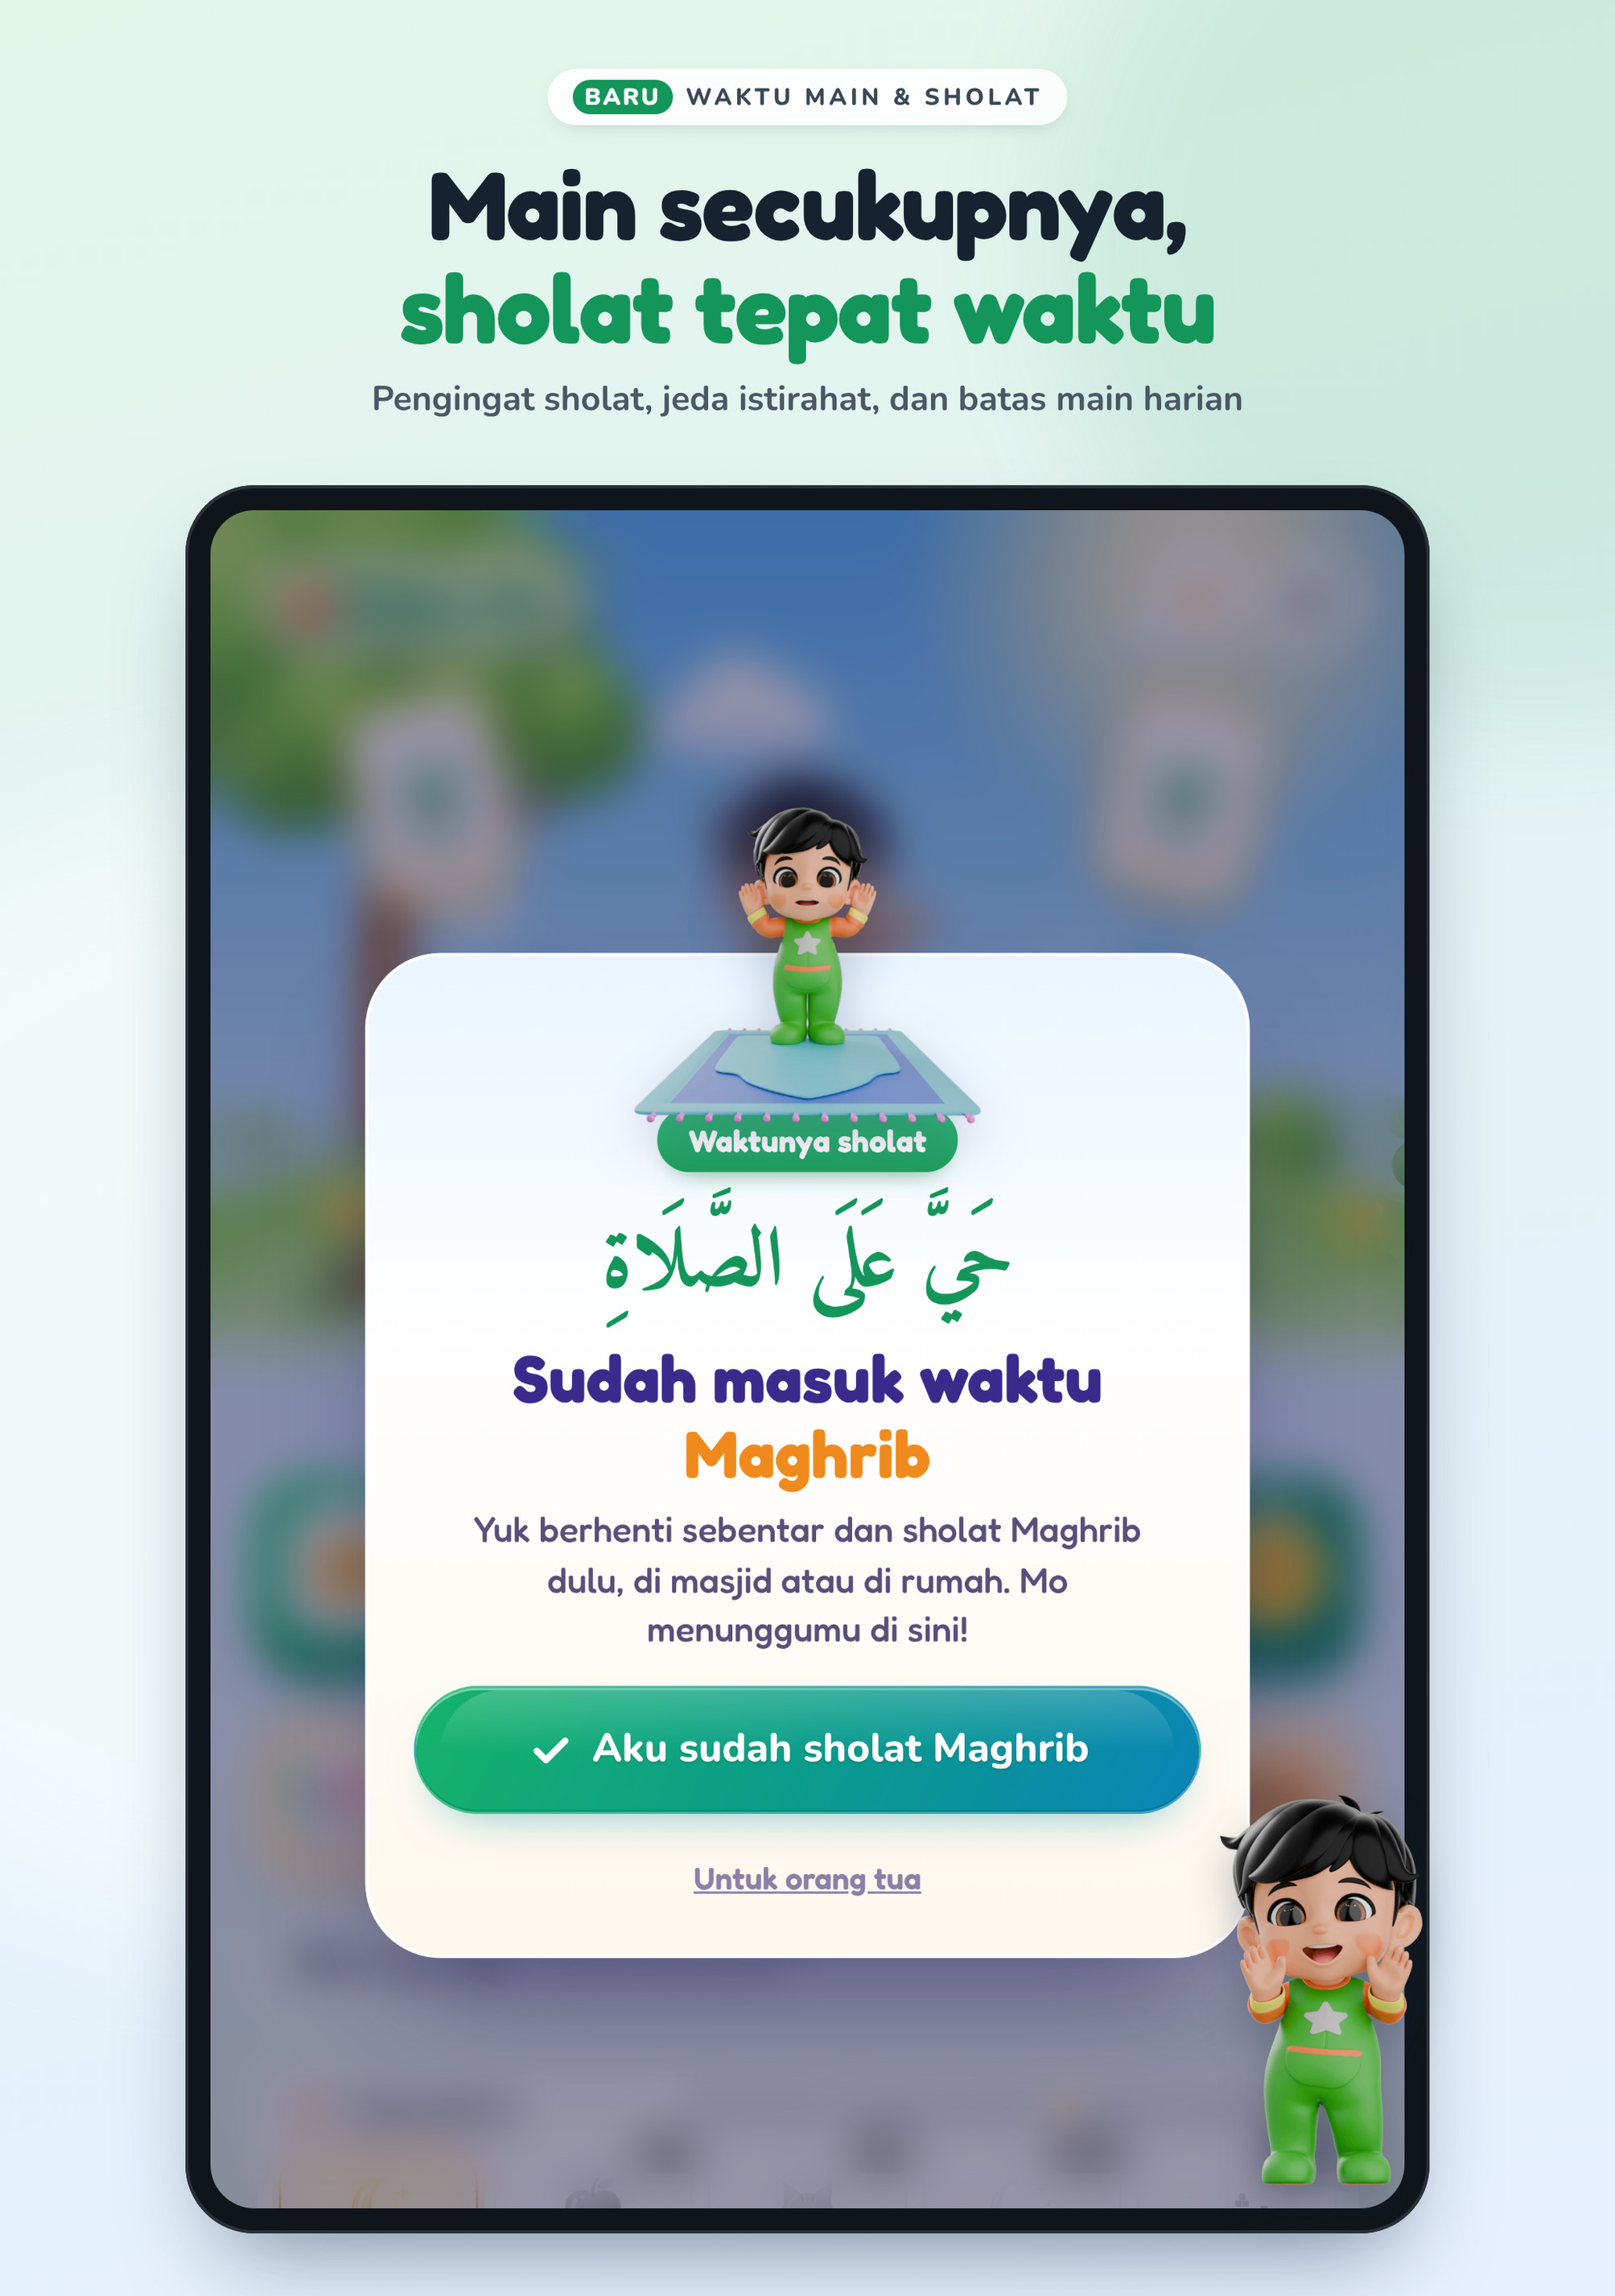 BARU WAKTU MAIN & SHOLAT
Main secukupnya,
sholat tepat waktu
Pengingat sholat, jeda istirahat, dan batas main harian
Waktunya sholat
حَيَّ عَلَى الصَّلَاةِ
Sudah masuk waktu
Maghrib
Yuk berhenti sebentar dan sholat Maghrib
dulu, di masjid atau di rumah. Mo
menunggumu di sini!
Aku sudah sholat Maghrib
Untuk orang tua